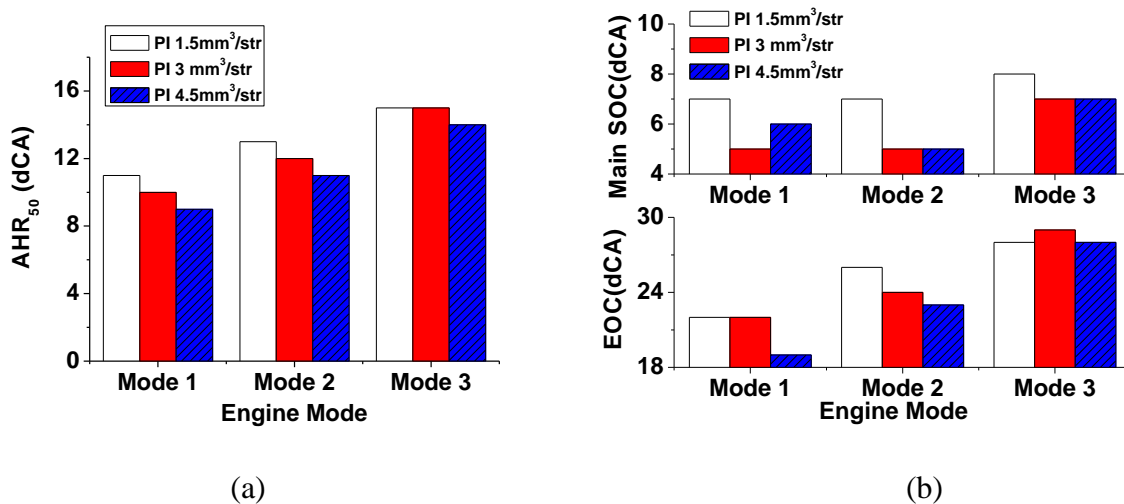 PI 1.5mm³/str
PI 3 mm³/str
PI 4.5mm³/str
16
12
8
4
0
AHR₅₀ (dCA)
Mode 1 Mode 2 Mode 3
Engine Mode
(a)
(b)
PI 1.5mm³/str
PI 3 mm³/str
PI 4.5mm³/str
10
8
6
4
Main SOC(dCA)
Mode 1 Mode 2 Mode 3
30
24
18
EOC(dCA)
Mode 1 Mode 2 Mode 3
Engine Mode
(b)